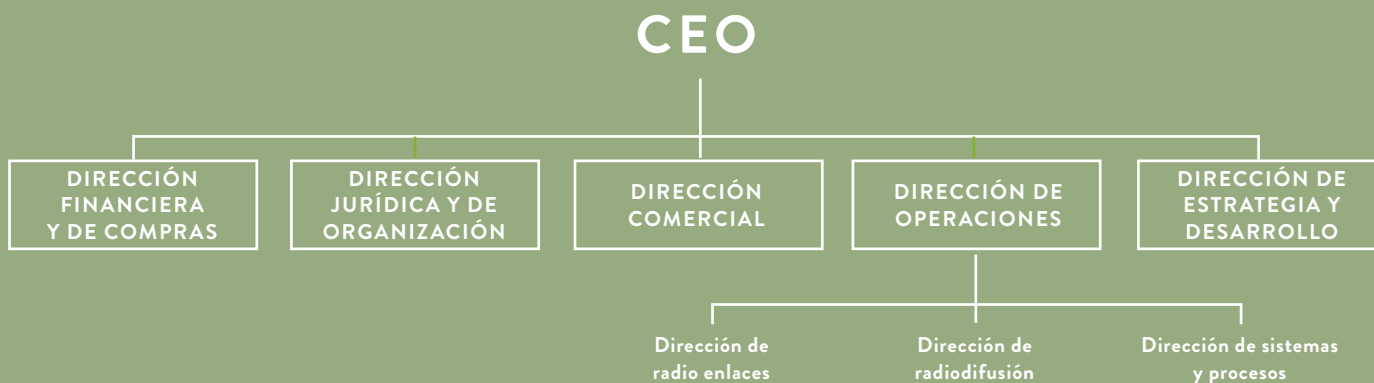 CEO
DIRECCIÓN
FINANCIERA
Y DE COMPRAS
DIRECCIÓN
JURÍDICA Y DE
ORGANIZACIÓN
DIRECCIÓN
COMERCIAL
DIRECCIÓN DE
OPERACIONES
DIRECCIÓN DE
ESTRATEGIA Y
DESARROLLO
Dirección de
radio enlaces
Dirección de
radiodifusión
Dirección de sistemas
y procesos